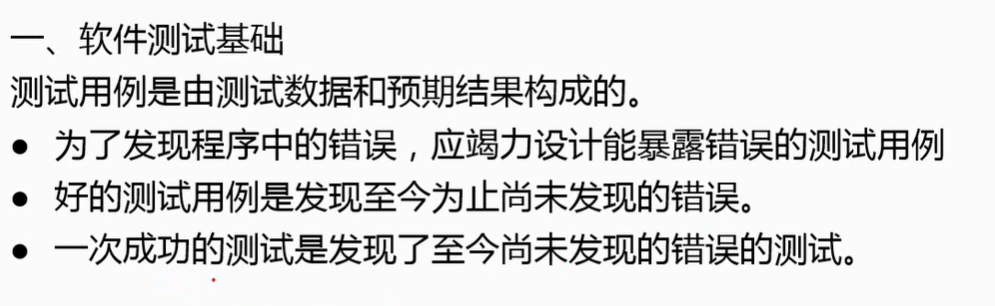 一、软件测试基础
测试用例是由测试数据和预期结果构成的。
● 为了发现程序中的错误，应竭力设计能暴露错误的测试用例
● 好的测试用例是发现至今为止尚未发现的错误。
● 一次成功的测试是发现了至今尚未发现的错误的测试。